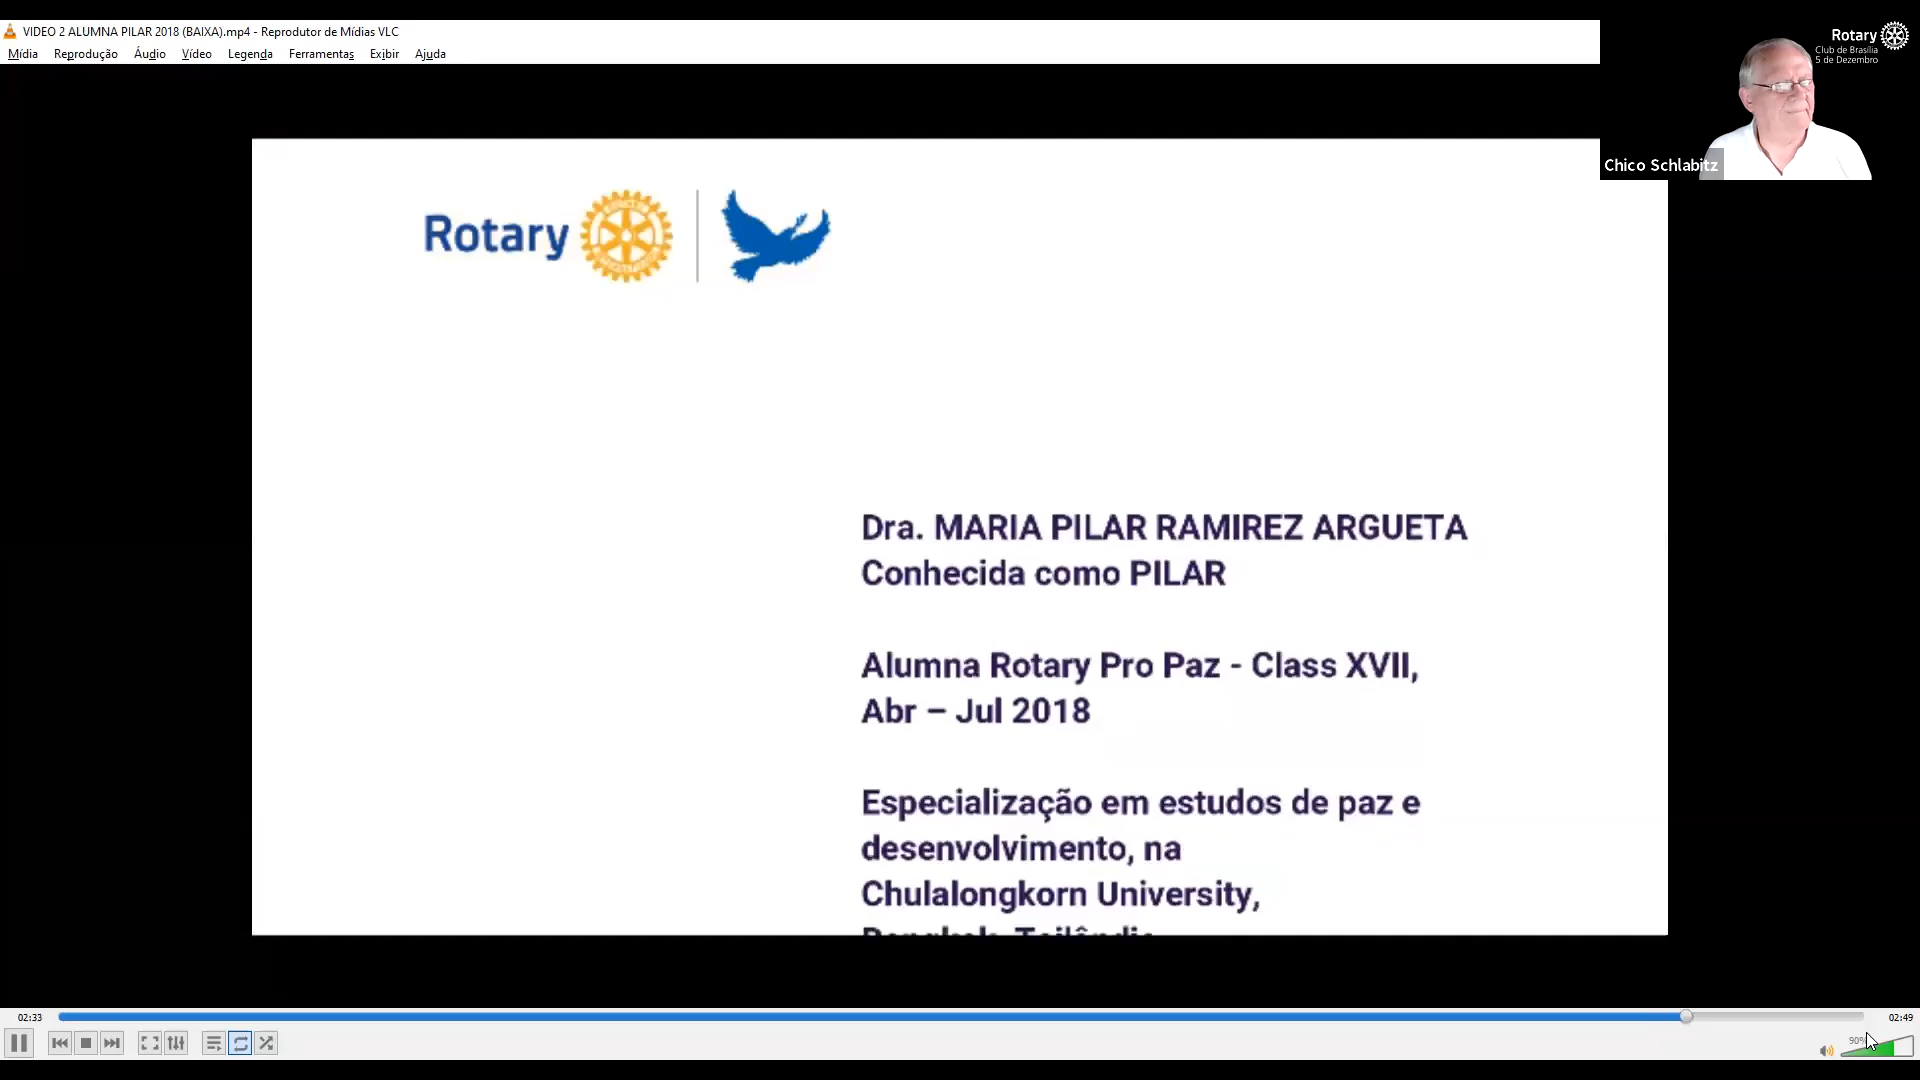 VIDEO 2 ALUMNA PILAR 2018 (BAIXA).mp4 - Reprodutor de Mídias VLC
Mídia Reprodução Áudio Vídeo Legenda Ferramentas Exibir Ajuda
Rotary
Club de Brasília
5 de Dezembro
Chico Schlabitz
Rotary
Dra. MARIA PILAR RAMIREZ ARGUETA
Conhecida como PILAR
Alumna Rotary Pro Paz - Class XVII,
Abr – Jul 2018
Especialização em estudos de paz e
desenvolvimento, na
Chulalongkorn University,
02:33
02:49
90%